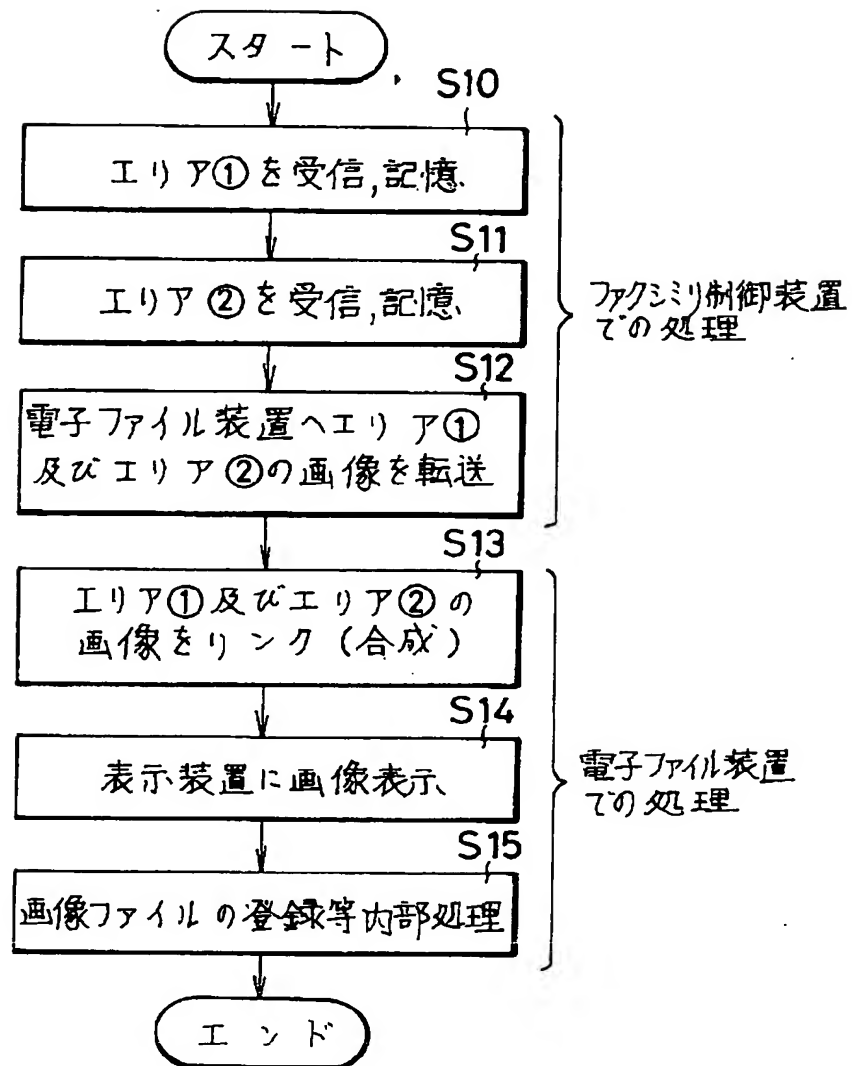 スタート
S10
エリア①を受信,記憶
S11
エリア②を受信,記憶
ファクシミリ制御装置
での処理
S12
電子ファイル装置へエリア①
及びエリア②の画像を転送
S13
エリア①及びエリア②の
画像をリンク(合成)
S14
表示装置に画像表示
電子ファイル装置
での処理
S15
画像ファイルの登録等内部処理
エンド